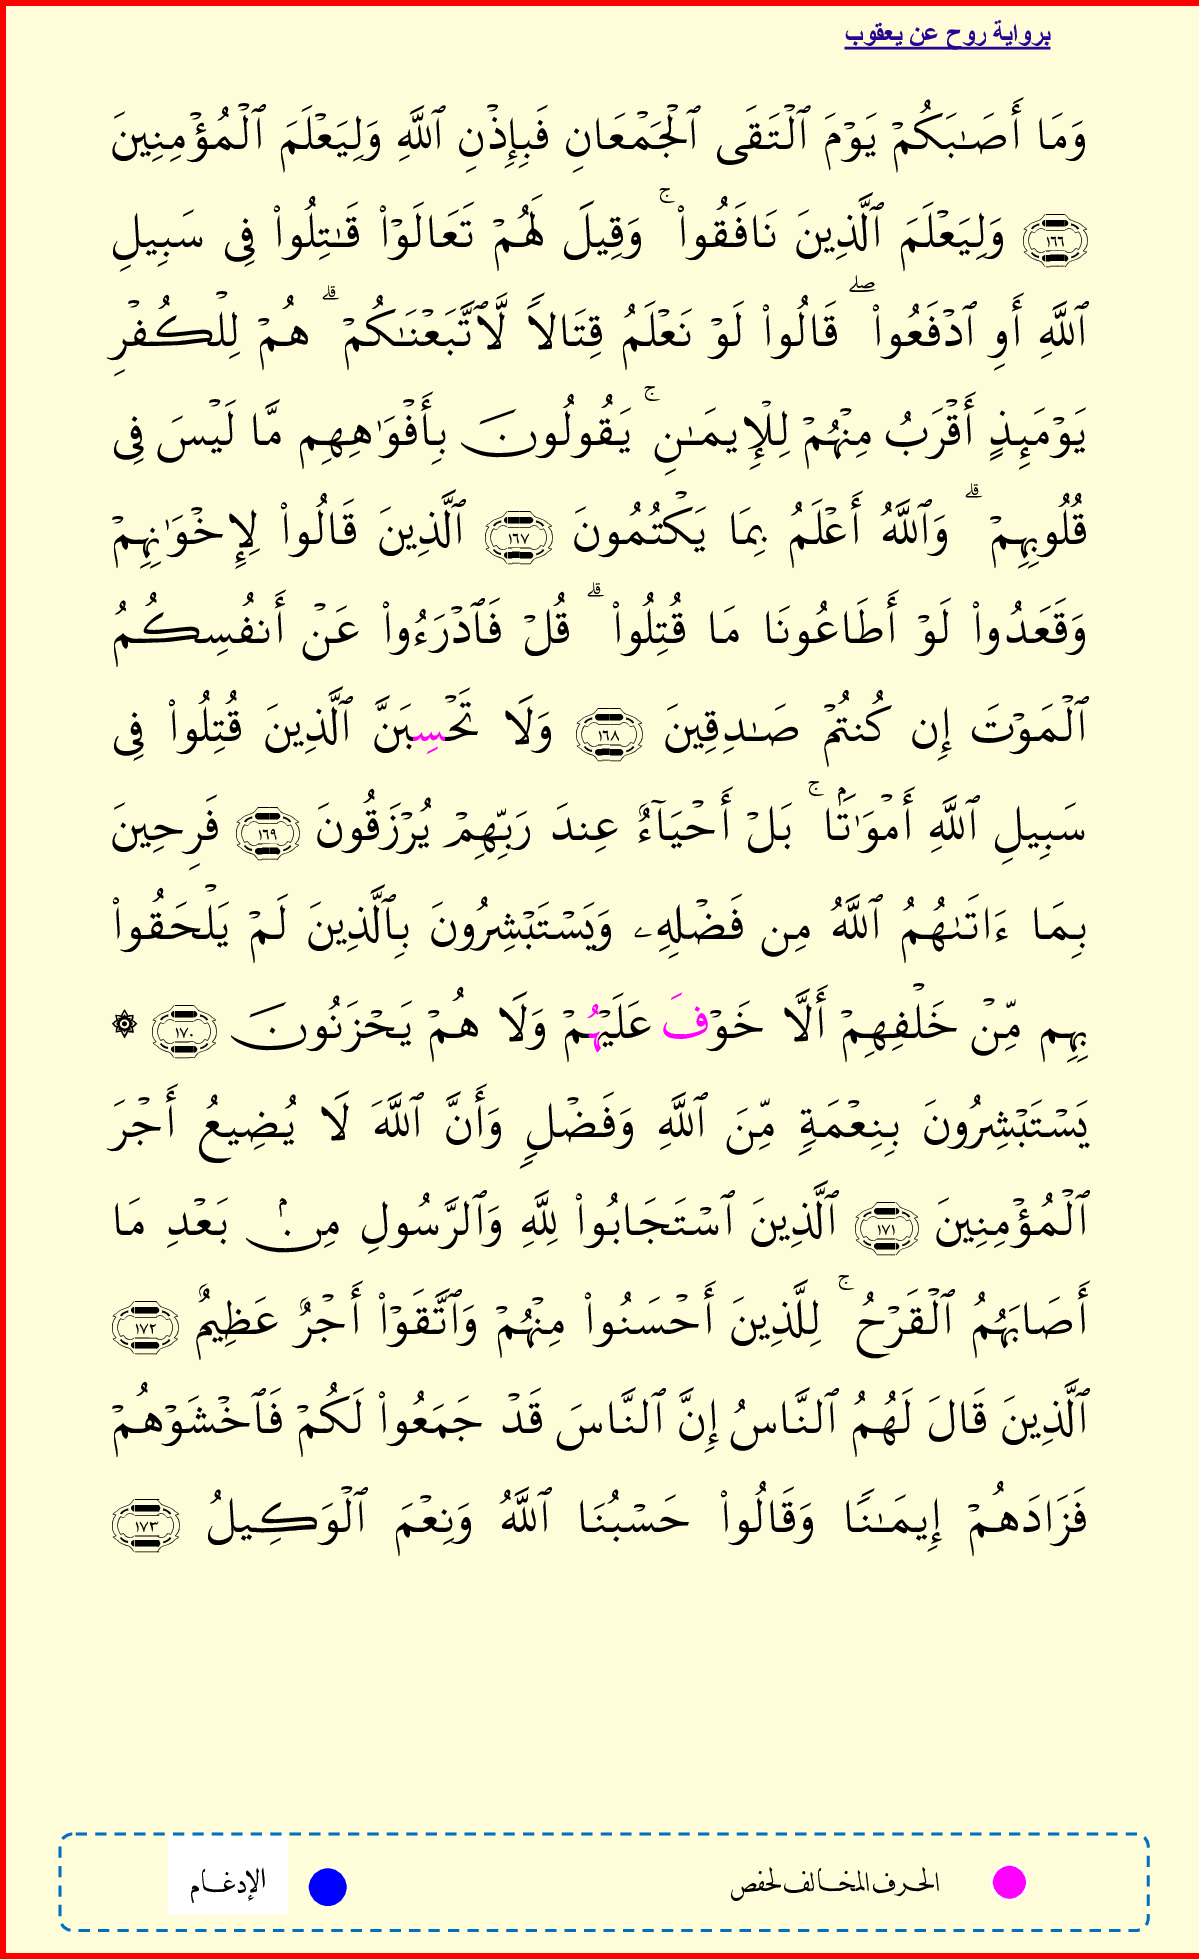 برواية روح عن يعقوب
وَمَا أَصَـٰبَكُمۡ يَوۡمَ ٱلۡتَقَى ٱلۡجَمۡعَانِ فَبِإِذۡنِ ٱللَّهِ وَلِيَعۡلَمَ ٱلۡمُؤۡمِنِينَ
١٦٦ وَلِيَعۡلَمَ ٱلَّذِينَ نَافَقُواْۚ وَقِيلَ لَهُمۡ تَعَالَوۡاْ قَـٰتِلُواْ فِى سَبِيلِ
ٱللَّهِ أَوِ ٱدۡفَعُواْۖ قَالُواْ لَوۡ نَعۡلَمُ قِتَالاً لَّٱتَّبَعۡنَـٰكُمۡۗ هُمۡ لِلۡكُفۡرِ
يَوۡمَئِذٍ أَقۡرَبُ مِنۡهُمۡ لِلۡإِيمَـٰنِۚ يَقُولُونَ بِأَفۡوَٰهِهِم مَّا لَيۡسَ فِى
قُلُوبِهِمۡۗ وَٱللَّهُ أَعۡلَمُ بِمَا يَكۡتُمُونَ ١٦٧ ٱلَّذِينَ قَالُواْ لِإِخۡوَٰنِهِمۡ
وَقَعَدُواْ لَوۡ أَطَاعُونَا مَا قُتِلُواْۗ قُلۡ فَٱدۡرَءُواْ عَنۡ أَنفُسِكُمُ
ٱلۡمَوۡتَ إِن كُنتُمۡ صَـٰدِقِينَ ١٦٨ وَلَا تَحۡسِبَنَّ ٱلَّذِينَ قُتِلُواْ فِى
سَبِيلِ ٱللَّهِ أَمۡوَٰتَۢاۚ بَلۡ أَحۡيَآءٌ عِندَ رَبِّهِمۡ يُرۡزَقُونَ ١٦٩ فَرِحِينَ
بِمَا ءَاتَىٰهُمُ ٱللَّهُ مِن فَضۡلِهِۦ وَيَسۡتَبۡشِرُونَ بِٱلَّذِينَ لَمۡ يَلۡحَقُواْ
بِهِم مِّنۡ خَلۡفِهِمۡ أَلَّا خَوۡفَ عَلَيۡهُمۡ وَلَا هُمۡ يَحۡزَنُونَ ١٧٠ ۞
يَسۡتَبۡشِرُونَ بِنِعۡمَةٍ مِّنَ ٱللَّهِ وَفَضۡلٍ وَأَنَّ ٱللَّهَ لَا يُضِيعُ أَجۡرَ
ٱلۡمُؤۡمِنِينَ ١٧١ ٱلَّذِينَ ٱسۡتَجَابُواْ لِلَّهِ وَٱلرَّسُولِ مِنۢ بَعۡدِ مَا
أَصَابَهُمُ ٱلۡقَرۡحُۚ لِلَّذِينَ أَحۡسَنُواْ مِنۡهُمۡ وَٱتَّقَوۡاْ أَجۡرٌ عَظِيمٌ ١٧٢
ٱلَّذِينَ قَالَ لَهُمُ ٱلنَّاسُ إِنَّ ٱلنَّاسَ قَدۡ جَمَعُواْ لَكُمۡ فَٱخۡشَوۡهُمۡ
فَزَادَهُمۡ إِيمَـٰنًا وَقَالُواْ حَسۡبُنَا ٱللَّهُ وَنِعۡمَ ٱلۡوَكِيلُ ١٧٣
الحرف المخالف لحفص
الإدغام